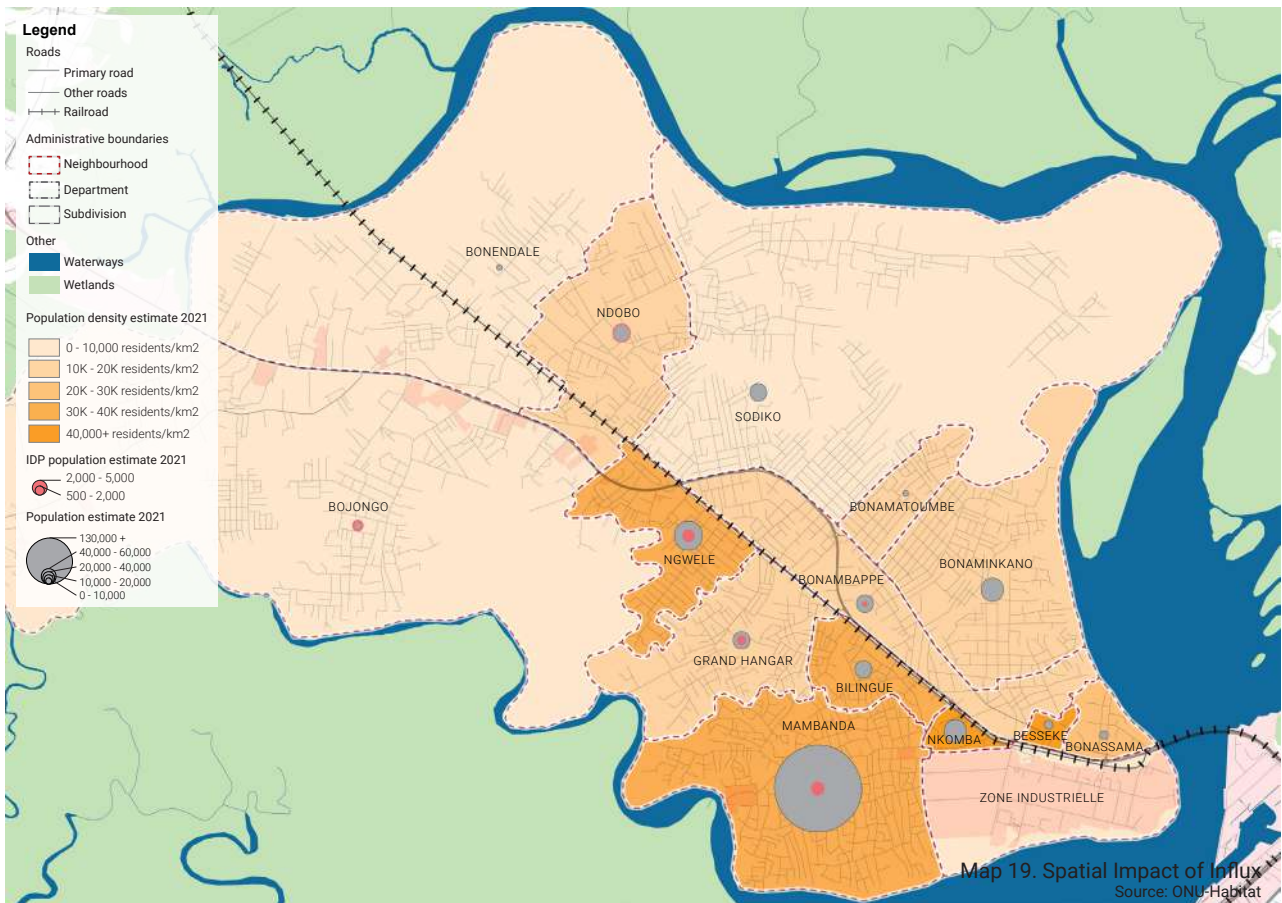 Legend
Roads
Primary road
Other roads
Railroad
Administrative boundaries
Neighbourhood
Department
Subdivision
Other
Waterways
Wetlands
Population density estimate 2021
0 - 10,000 residents/km2
10K - 20K residents/km2
20K - 30K residents/km2
30K - 40K residents/km2
40,000+ residents/km2
IDP population estimate 2021
2,000 - 5,000
500 - 2,000
Population estimate 2021
130,000 +
40,000 - 60,000
20,000 - 40,000
10,000 - 20,000
0 - 10,000
BONENDALE
NDOBO
SODIKO
BOJONGO
BONAMATOUMBE
NGWELE
BONAMINKANO
BONAMBAPPE
GRAND HANGAR
BILINGUE
MAMBANDA
NKOMBA
BESSEKE
BONASSAMA
ZONE INDUSTRIELLE
Map 19. Spatial Impact of Influx
Source: ONU-Habitat